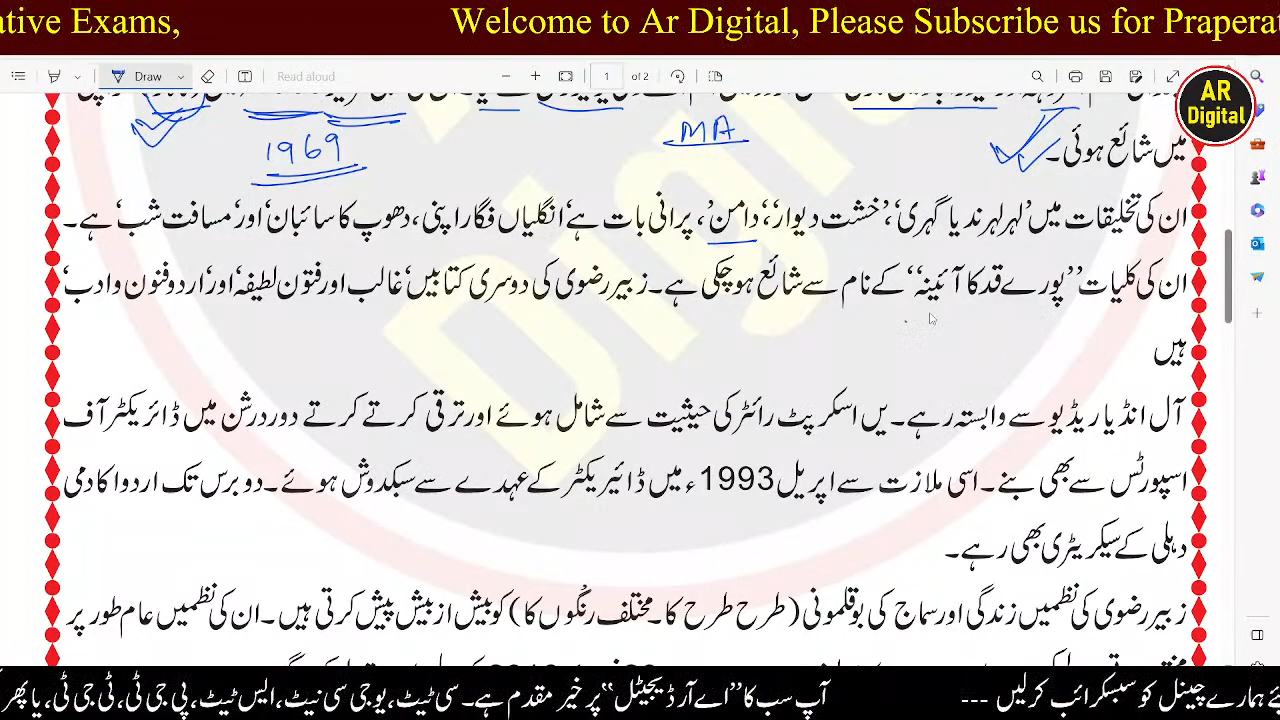 ative Exams, Welcome to Ar Digital, Please Subscribe us for Praperat
Draw
Read aloud
1 of 2
AR
Digital
MA
1969
میں شائع ہوئی۔
ان کی تخلیقات میں ’لہر لہر ندیا گہری‘، ’خشت دیوار‘، ’دامن‘، پرانی بات ہے‘ انگلیاں فگار اپنی، دھوپ کا سائبان‘ اور ’مسافت شب‘ ہے۔
ان کی کلیات ’’پورے قد کا آئینہ‘‘ کے نام سے شائع ہو چکی ہے۔ زبیر رضوی کی دوسری کتابیں ’غالب اور فتون لطیفہ‘ اور ’اردو فنون و ادب‘
ہیں
آل انڈیا ریڈیو سے وابستہ رہے۔ یں اسکرپٹ رائٹر کی حیثیت سے شامل ہوئے اور ترقی کرتے کرتے دوردرشن میں ڈائریکٹر آف
اسپورٹس سے بھی بنے۔ اسی ملازت سے اپریل 1993ء میں ڈائیریکٹر کے عہدے سے سبکدوش ہوئے۔ دو برس تک اردو اکادمی
دہلی کے سیکریٹری بھی رہے۔
زبیر رضوی کی نظمیں زندگی اور سماج کی بوقلمونی (طرح طرح کا۔ مختلف رنگوں کا) کو بیش از بیش پیش کرتی ہیں۔ ان کی نظمیں عام طور پر
آپ سب کا ’’اے آر ڈیجیٹل‘‘ پر خیر مقدم ہے۔ سی ٹیٹ، یو جی سی نیٹ، ایس ٹیٹ، پی جی ٹی، ٹی جی ٹی، یا پھر
ئے ہمارے چینل کو سبسکرائب کرلیں ---